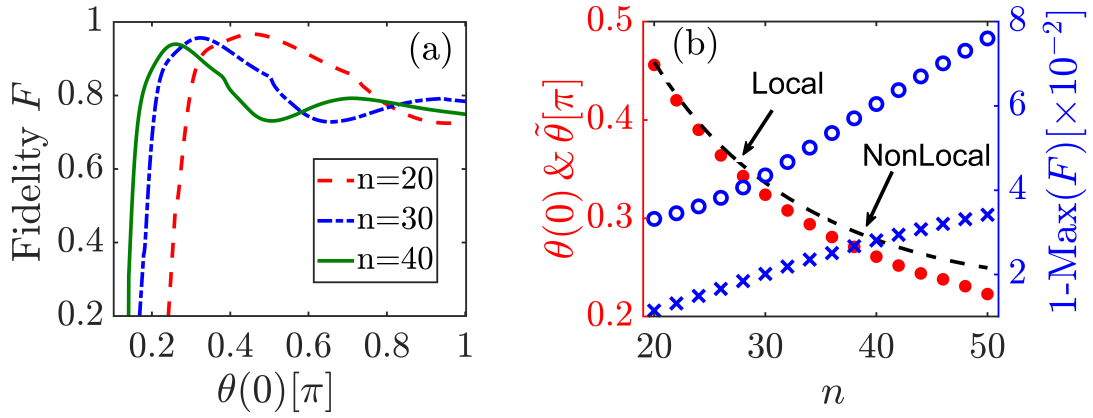 (a)
Fidelity F
1
0.8
0.6
0.4
0.2
n=20
n=30
n=40
0.2 0.4 0.6 0.8 1
θ(0)[π]
(b)
θ(0) & θ̃[π]
0.5
0.4
0.3
0.2
Local
NonLocal
8
6
4
2
1-Max(F)[×10⁻²]
20 30 40 50
n